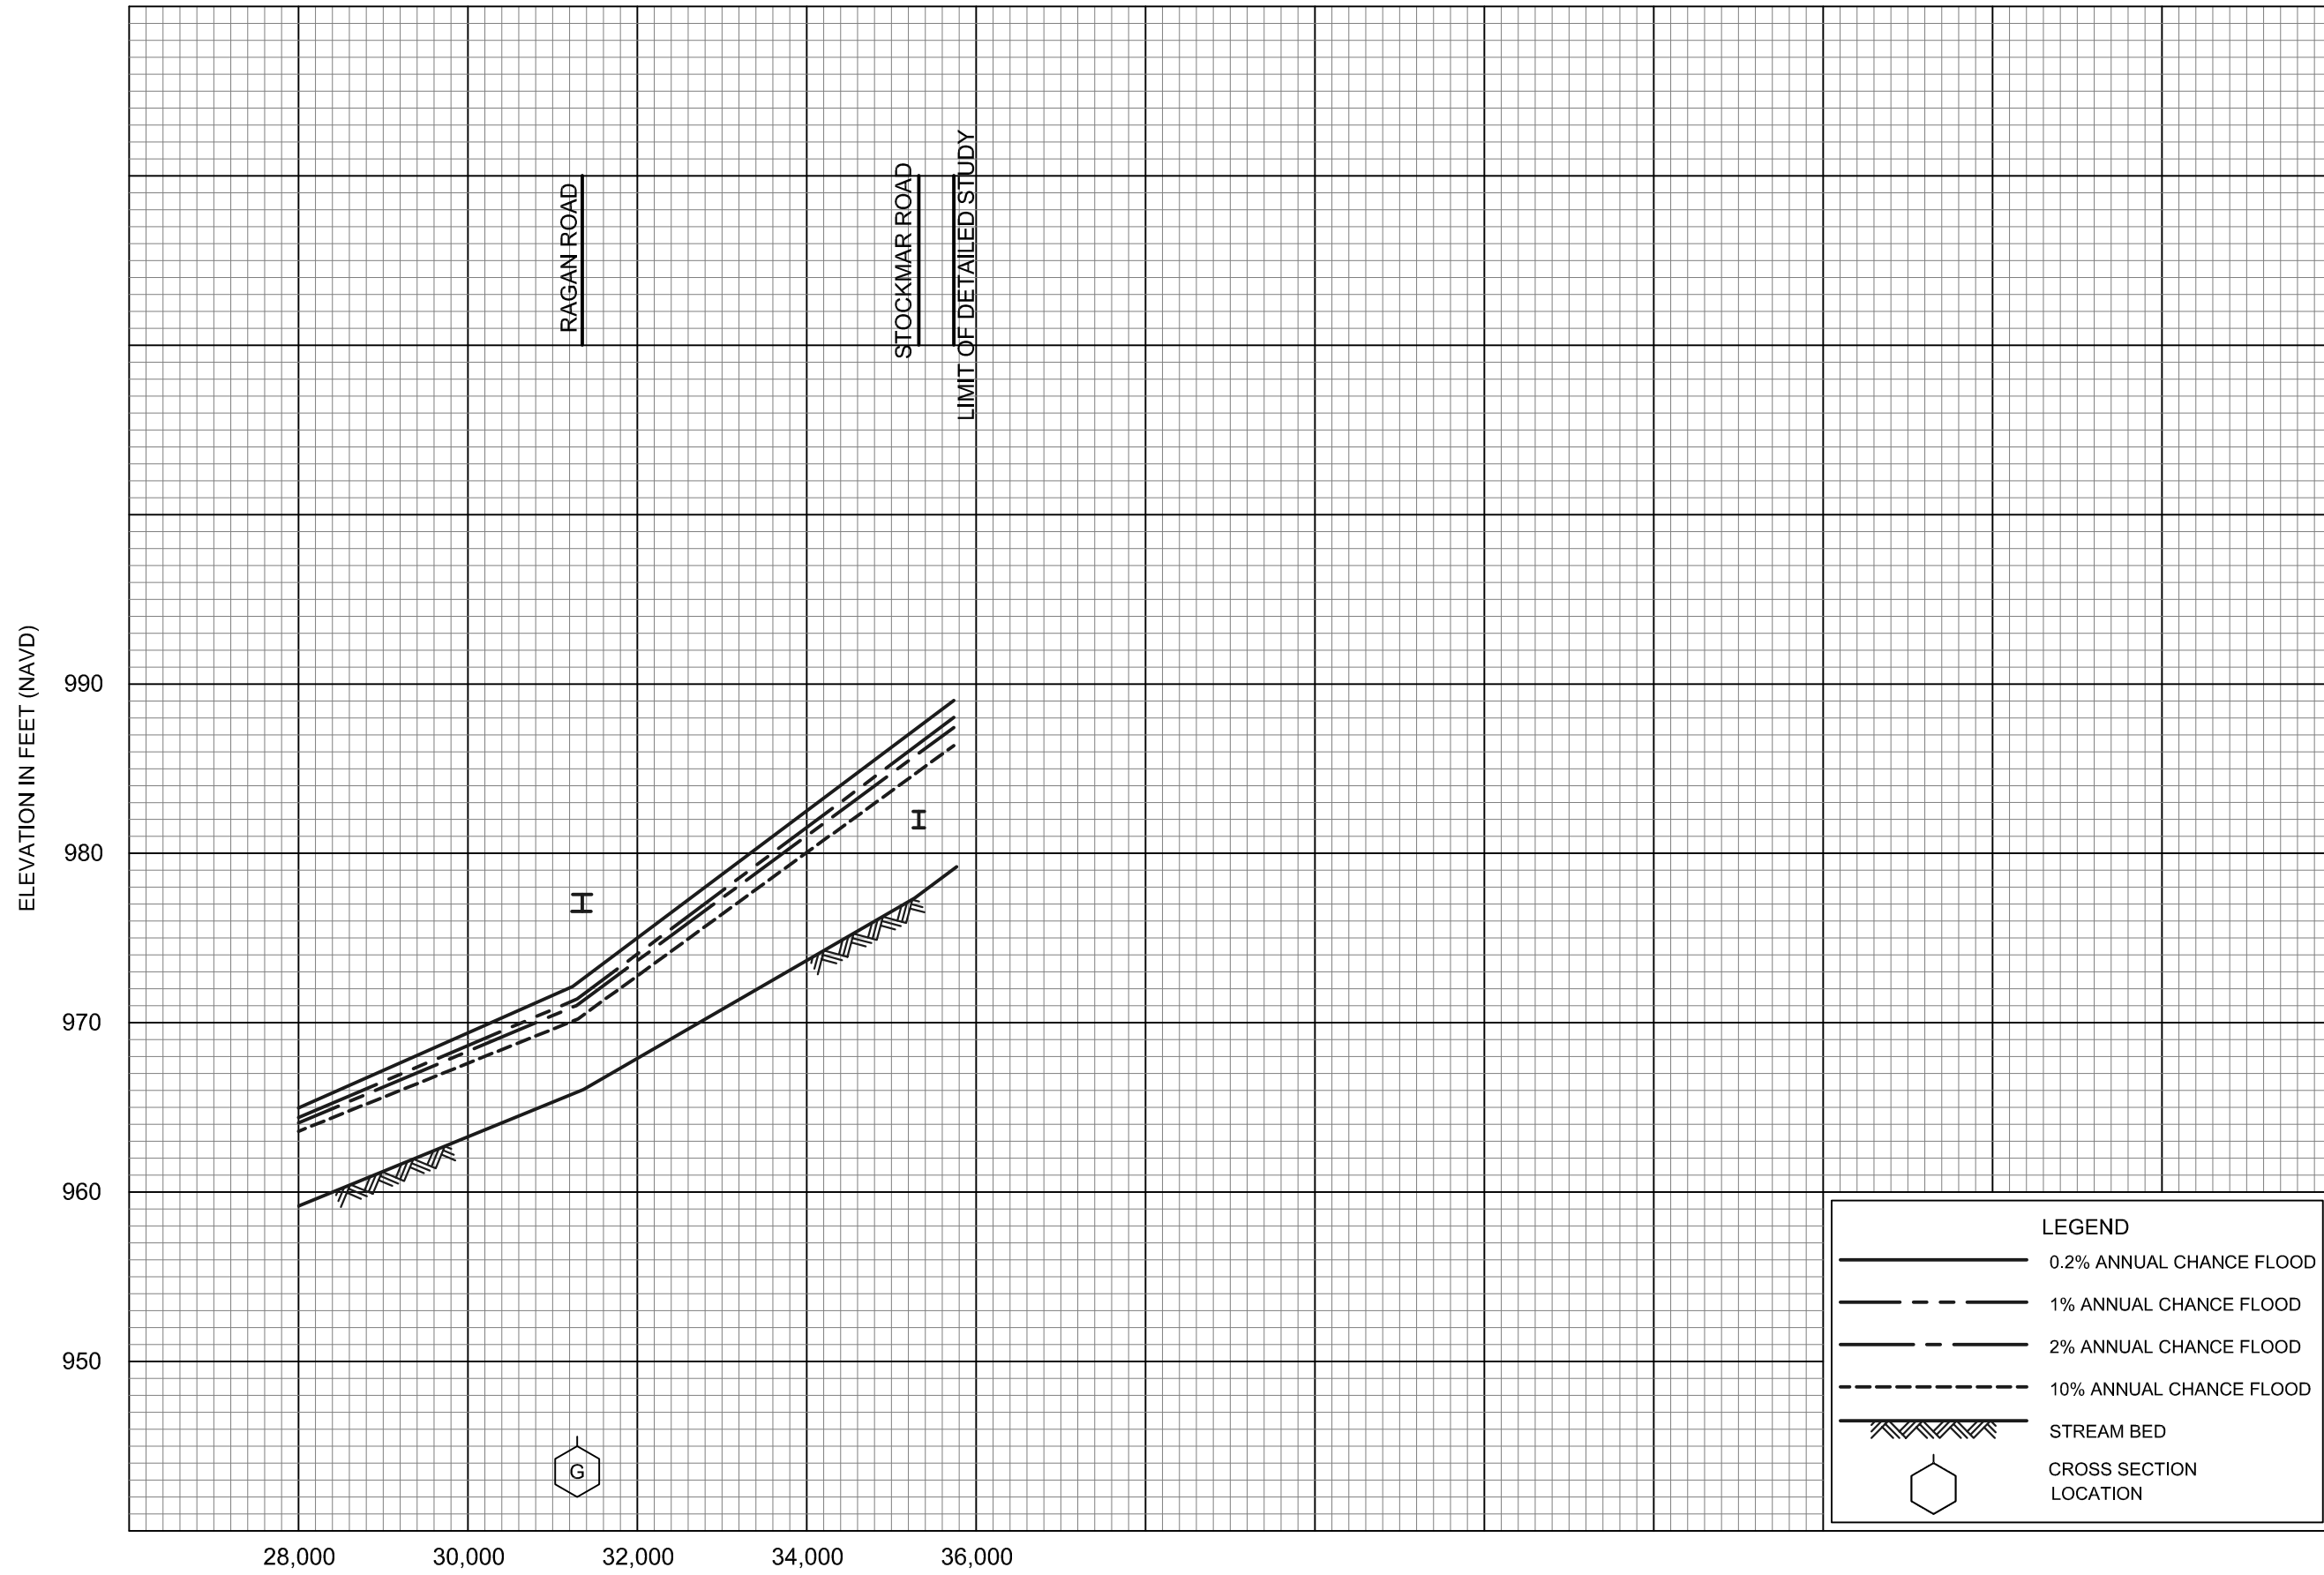 RAGAN ROAD
STOCKMAR ROAD
LIMIT OF DETAILED STUDY
ELEVATION IN FEET (NAVD)
990
980
970
960
950
G
28,000
30,000
32,000
34,000
36,000
LEGEND
0.2% ANNUAL CHANCE FLOOD
1% ANNUAL CHANCE FLOOD
2% ANNUAL CHANCE FLOOD
10% ANNUAL CHANCE FLOOD
STREAM BED
CROSS SECTION
LOCATION